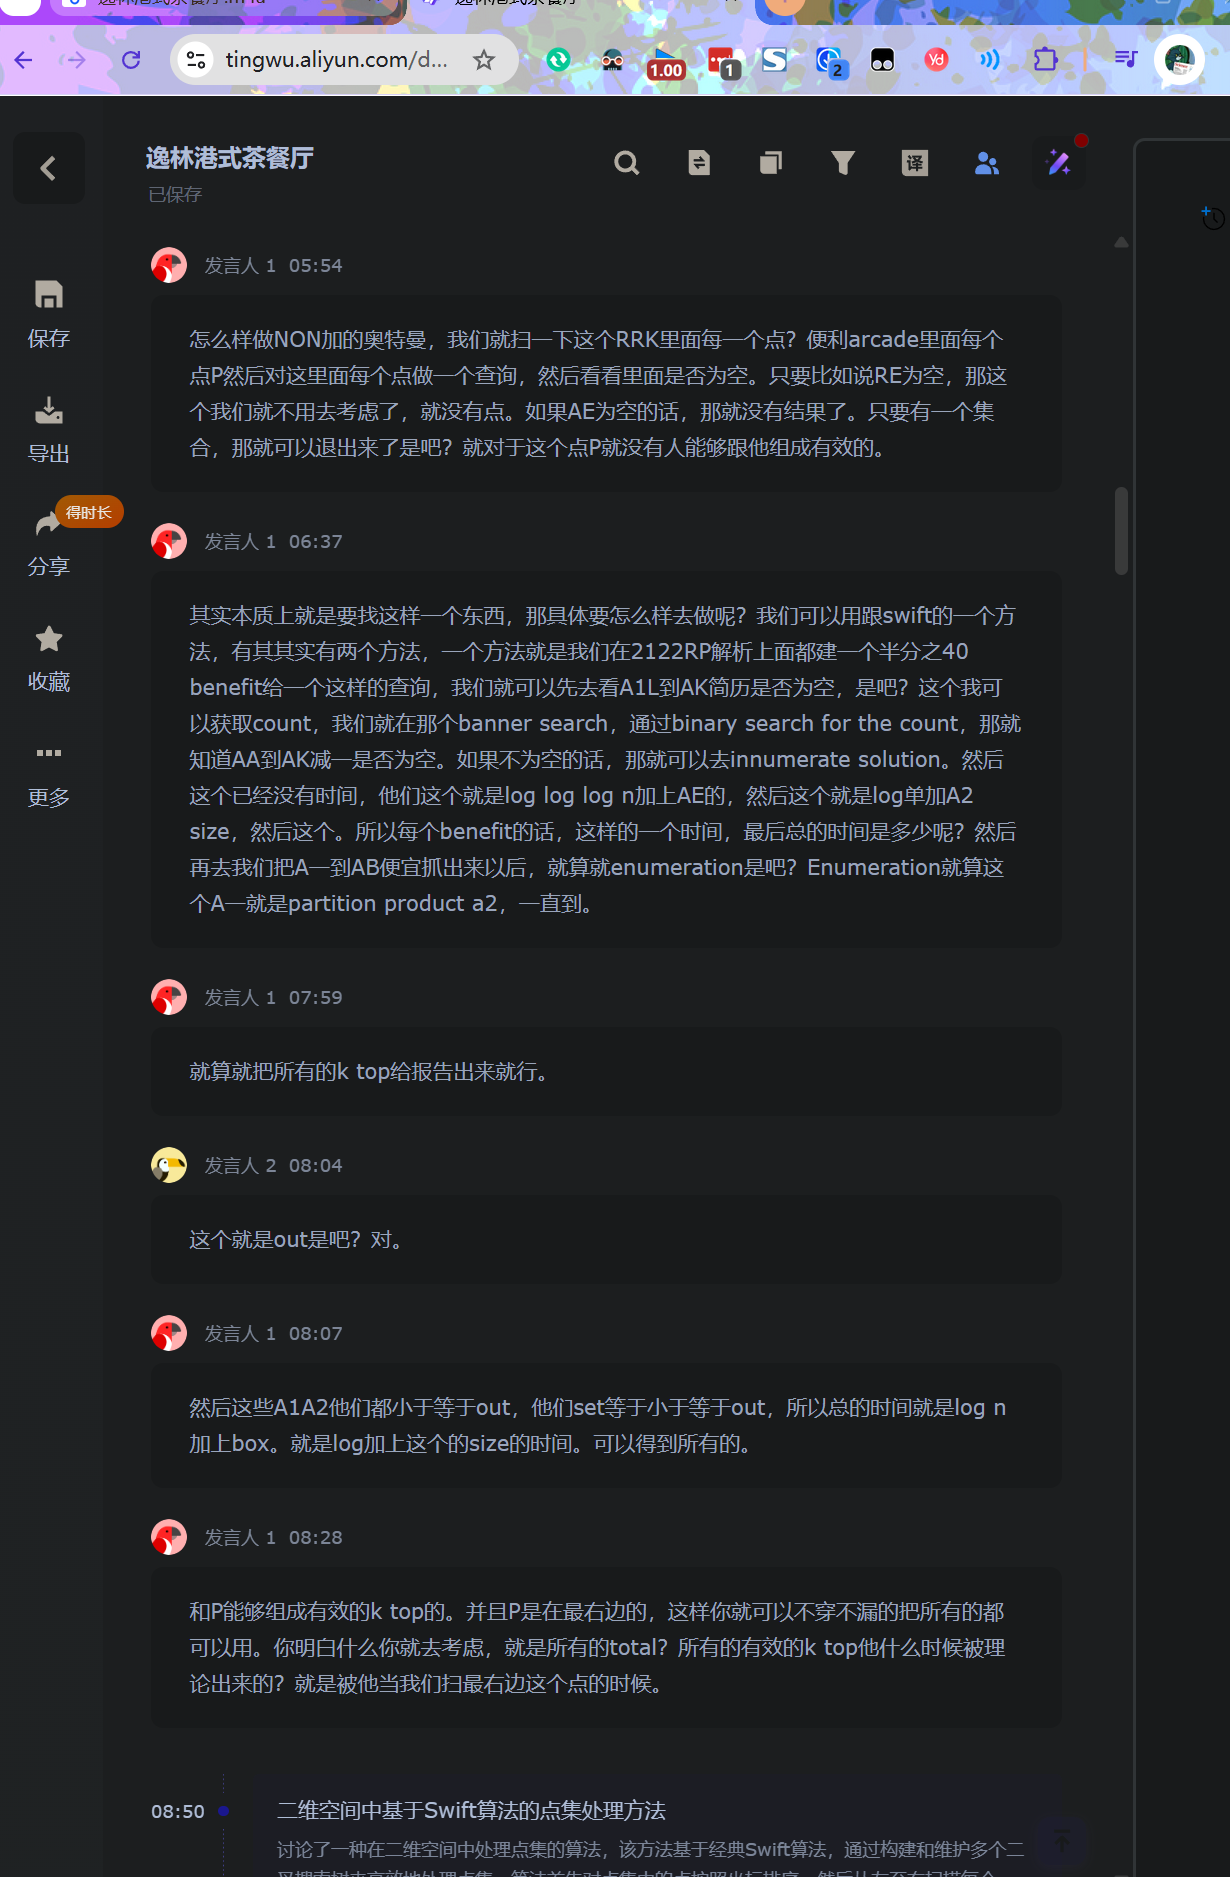 tingwu.aliyun.com/d...
1.00
1
2
Yd
逸林港式茶餐厅
已保存
译
保存
导出
得时长
分享
收藏
更多
发言人 1 05:54
怎么样做NON加的奥特曼，我们就扫一下这个RRK里面每一个点？便利arcade里面每个
点P然后对这里面每个点做一个查询，然后看看里面是否为空。只要比如说RE为空，那这
个我们就不用去考虑了，就没有点。如果AE为空的话，那就没有结果了。只要有一个集
合，那就可以退出来了是吧？就对于这个点P就没有人能够跟他组成有效的。
发言人 1 06:37
其实本质上就是要找这样一个东西，那具体要怎么样去做呢？我们可以用跟swift的一个方
法，有其其实有两个方法，一个方法就是我们在2122RP解析上面都建一个半分之40
benefit给一个这样的查询，我们就可以先去看A1L到AK简历是否为空，是吧？这个我可
以获取count，我们就在那个banner search，通过binary search for the count，那就
知道AA到AK减一是否为空。如果不为空的话，那就可以去innumerate solution。然后
这个已经没有时间，他们这个就是log log log n加上AE的，然后这个就是log单加A2
size，然后这个。所以每个benefit的话，这样的一个时间，最后总的时间是多少呢？然后
再去我们把A一到AB便宜抓出来以后，就算就enumeration是吧？Enumeration就算这
个A一就是partition product a2，一直到。
发言人 1 07:59
就算就把所有的k top给报告出来就行。
发言人 2 08:04
这个就是out是吧？对。
发言人 1 08:07
然后这些A1A2他们都小于等于out，他们set等于小于等于out，所以总的时间就是log n
加上box。就是log加上这个的size的时间。可以得到所有的。
发言人 1 08:28
和P能够组成有效的k top的。并且P是在最右边的，这样你就可以不穿不漏的把所有的都
可以用。你明白什么你就去考虑，就是所有的total？所有的有效的k top他什么时候被理
论出来的？就是被他当我们扫最右边这个点的时候。
08:50
二维空间中基于Swift算法的点集处理方法
讨论了一种在二维空间中处理点集的算法，该方法基于经典Swift算法，通过构建和维护多个二